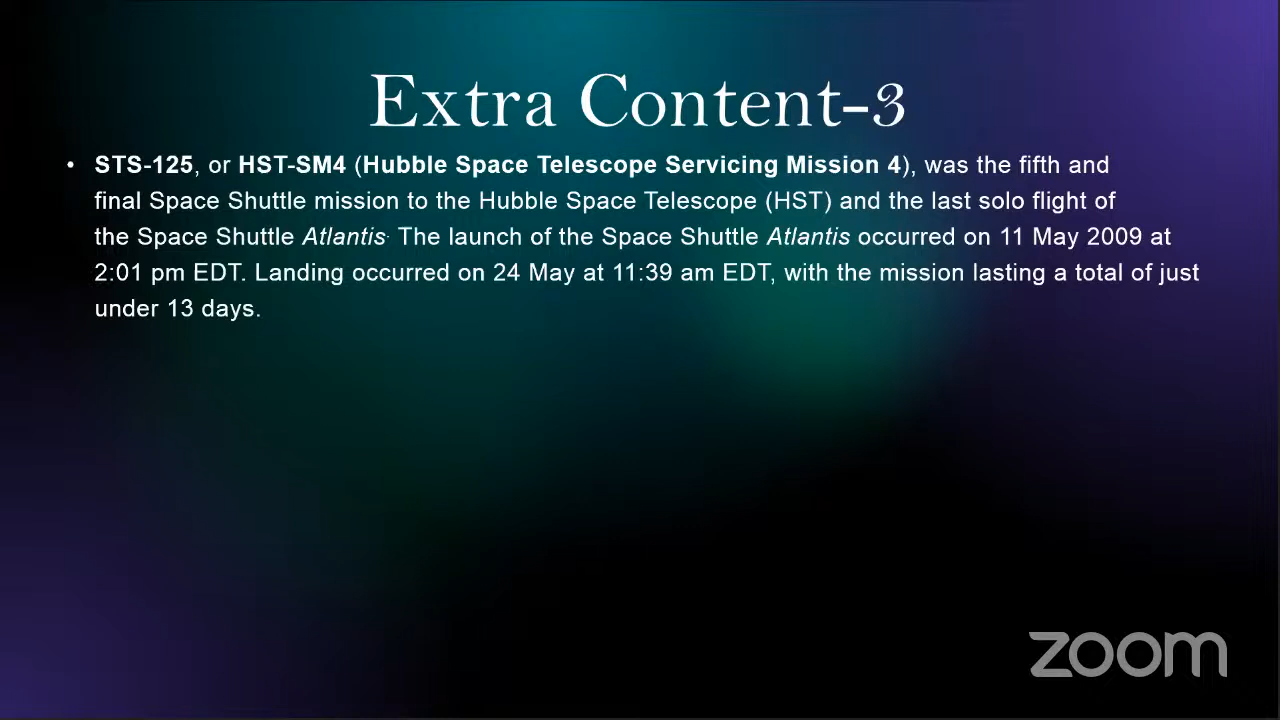 Extra Content-3
• STS-125, or HST-SM4 (Hubble Space Telescope Servicing Mission 4), was the fifth and
final Space Shuttle mission to the Hubble Space Telescope (HST) and the last solo flight of
the Space Shuttle Atlantis. The launch of the Space Shuttle Atlantis occurred on 11 May 2009 at
2:01 pm EDT. Landing occurred on 24 May at 11:39 am EDT, with the mission lasting a total of just
under 13 days.
zoom